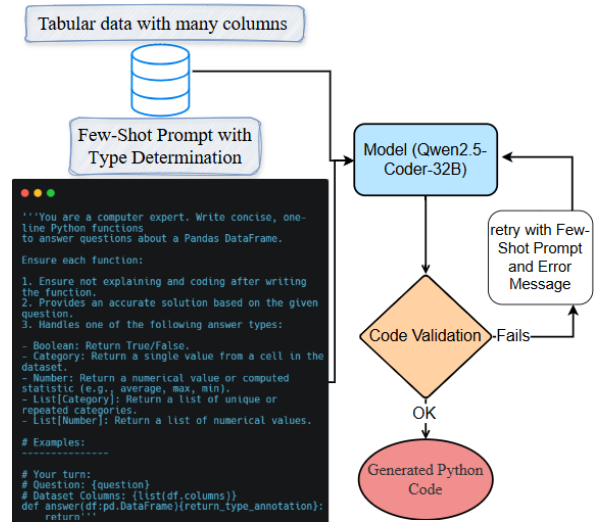 Tabular data with many columns
Few-Shot Prompt with
Type Determination
'''You are a computer expert. Write concise, one-
line Python functions
to answer questions about a Pandas DataFrame.
Ensure each function:
1. Ensure not explaining and coding after writing
the function.
2. Provides an accurate solution based on the given
question.
3. Handles one of the following answer types:
- Boolean: Return True/False.
- Category: Return a single value from a cell in the
dataset.
- Number: Return a numerical value or computed
statistic (e.g., average, max, min).
- List[Category]: Return a list of unique or
repeated categories.
- List[Number]: Return a list of numerical values.
# Examples:
---------------
# Your turn:
# Question: {question}
# Dataset Columns: {list(df.columns)}
def answer(df:pd.DataFrame){return_type_annotation}:
return'''
Model (Qwen2.5-
Coder-32B)
retry with Few-
Shot Prompt
and Error
Message
Code Validation
Fails
OK
Generated Python
Code